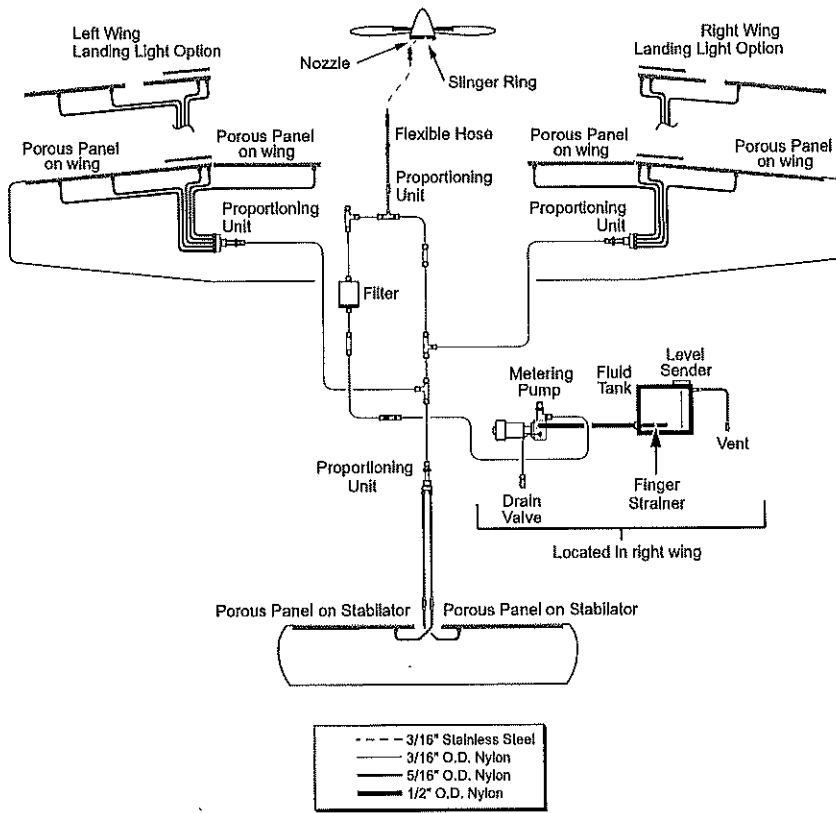 Left Wing
Landing Light Option
Nozzle
Slinger Ring
Right Wing
Landing Light Option
Flexible Hose
Porous Panel
on wing
Porous Panel
on wing
Porous Panel
on wing
Porous Panel
on wing
Proportioning
Unit
Proportioning
Unit
Proportioning
Unit
Filter
Metering
Pump
Fluid
Tank
Level
Sender
Vent
Proportioning
Unit
Drain
Valve
Finger
Strainer
Located In right wing
Porous Panel on Stabilator
Porous Panel on Stabilator
3/16" Stainless Steel
3/16" O.D. Nylon
5/16" O.D. Nylon
1/2" O.D. Nylon